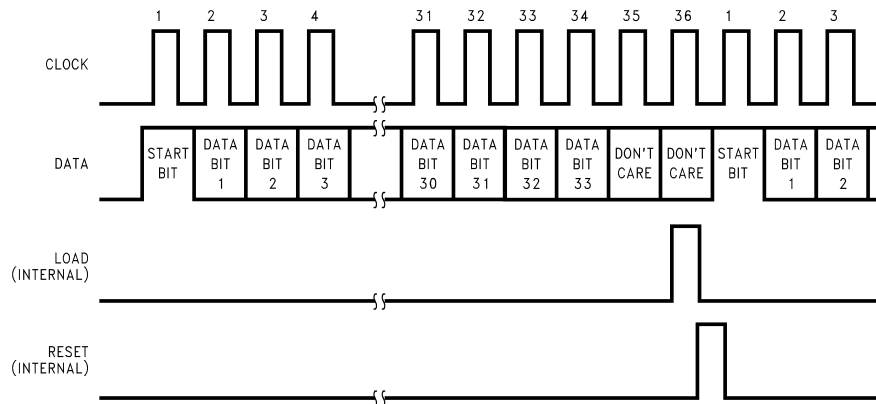 1 2 3 4 31 32 33 34 35 36 1 2 3
CLOCK
DATA
START
BIT
DATA
BIT
1
DATA
BIT
2
DATA
BIT
3
DATA
BIT
30
DATA
BIT
31
DATA
BIT
32
DATA
BIT
33
DON'T
CARE
DON'T
CARE
START
BIT
DATA
BIT
1
DATA
BIT
2
LOAD
(INTERNAL)
RESET
(INTERNAL)